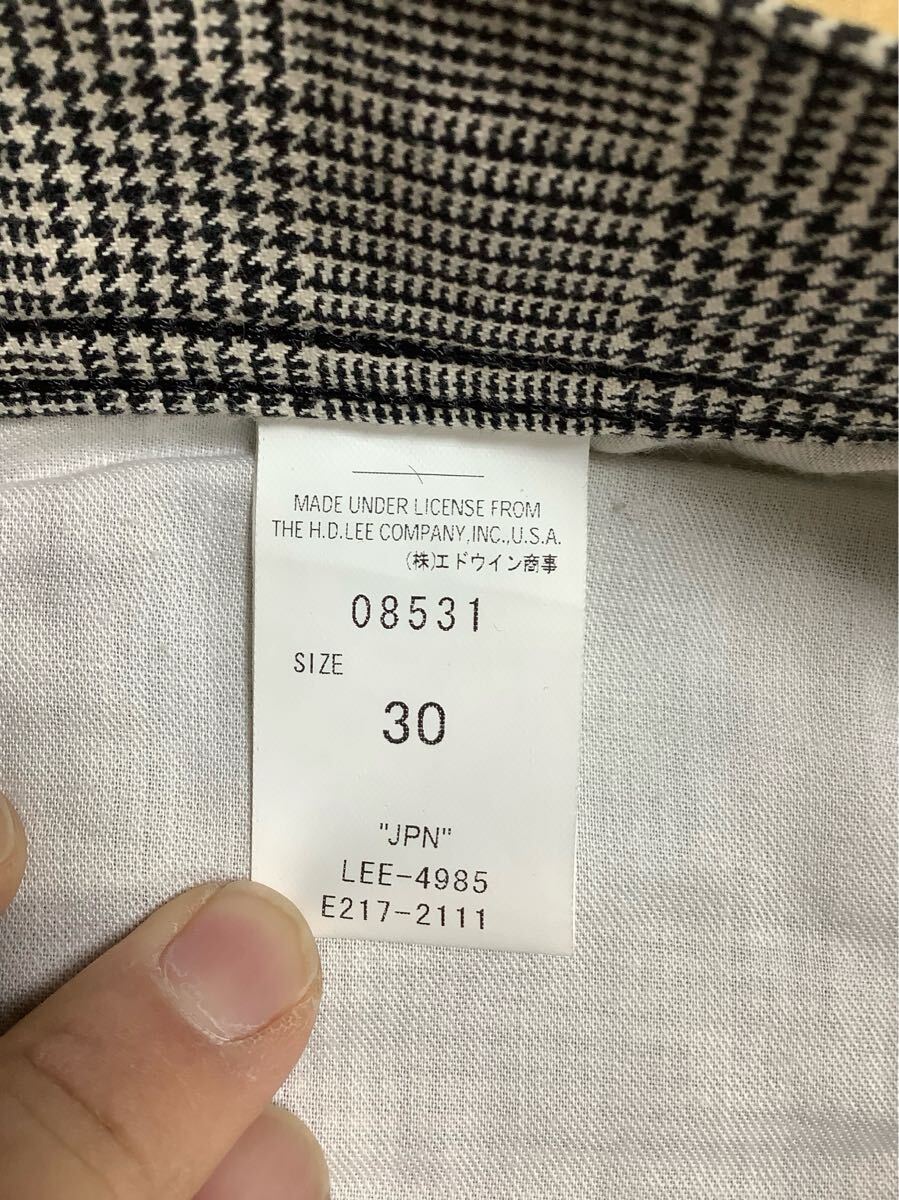 MADE UNDER LICENSE FROM
THE H.D.LEE COMPANY,INC.,U.S.A.
(株)エドウイン商事
08531
SIZE
30
"JPN"
LEE-4985
E217-2111